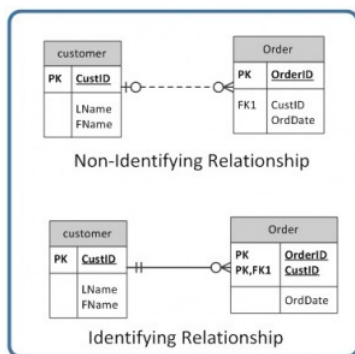 customer
PK CustID
LName
FName
Order
PK OrderID
FK1 CustID
OrdDate
Non-Identifying Relationship
customer
PK CustID
LName
FName
Order
PK OrderID
PK,FK1 CustID
OrdDate
Identifying Relationship